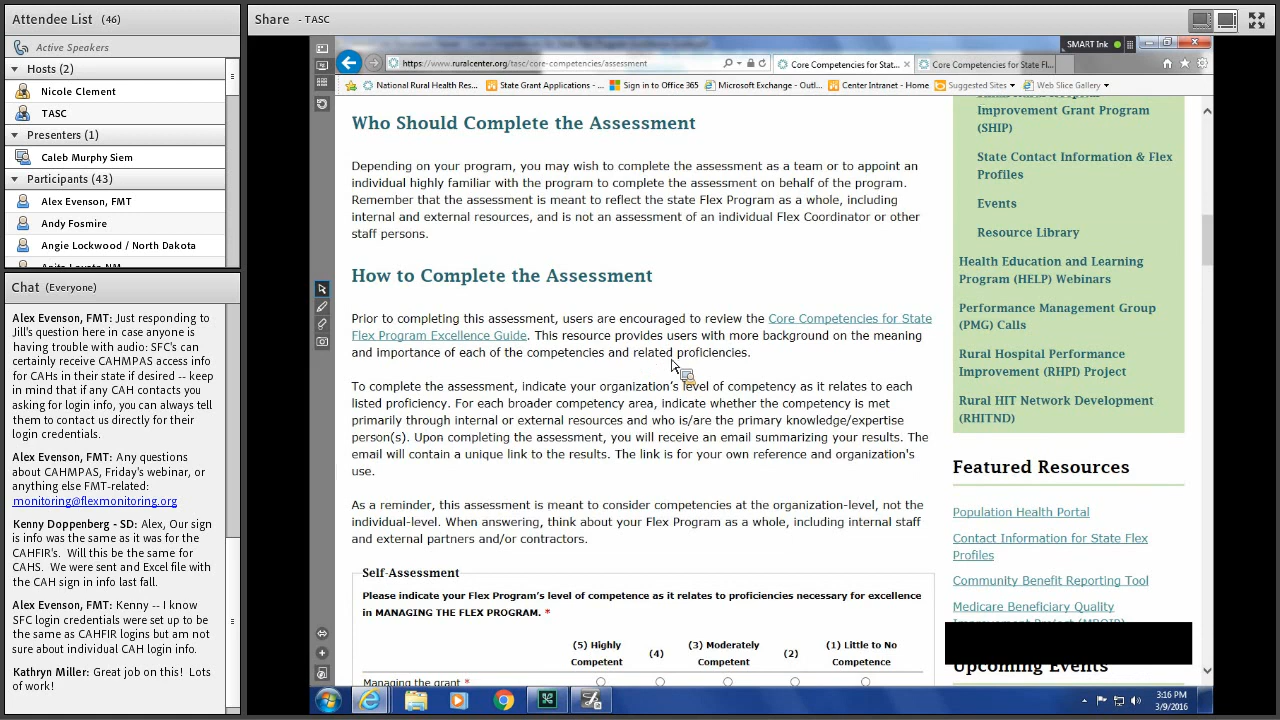 Attendee List (46)
Active Speakers
Hosts (2)
Nicole Clement
TASC
Presenters (1)
Caleb Murphy Siem
Participants (43)
Alex Evenson, FMT
Andy Fosmire
Angie Lockwood / North Dakota
Chat (Everyone)
Alex Evenson, FMT: Just responding to
Jill's question here in case anyone is
having trouble with audio: SFC's can
certainly receive CAHMPAS access info
for CAHs in their state if desired -- keep
in mind that if any CAH contacts you
asking for login info, you can always tell
them to contact us directly for their
login credentials.
Alex Evenson, FMT: Any questions
about CAHMPAS, Friday's webinar, or
anything else FMT-related:
monitoring@flexmonitoring.org
Kenny Doppenberg - SD: Alex, Our sign
is info was the same as it was for the
CAHFIR's. Will this be the same for
CAHS. We were sent and Excel file with
the CAH sign in info last fall.
Alex Evenson, FMT: Kenny -- I know
SFC login credentials were set up to be
the same as CAHFIR logins but am not
sure about individual CAH login info.
Kathryn Miller: Great job on this! Lots
of work!
Share - TASC
SMART Ink
https://www.ruralcenter.org/tasc/core-competencies/assessment
Core Competencies for Stat...
Core Competencies for State Fl...
National Rural Health Res...
State Grant Applications - ...
Sign in to Office 365
Microsoft Exchange - Outl...
Center Intranet - Home
Suggested Sites
Web Slice Gallery
Who Should Complete the Assessment
Depending on your program, you may wish to complete the assessment as a team or to appoint an
individual highly familiar with the program to complete the assessment on behalf of the program.
Remember that the assessment is meant to reflect the state Flex Program as a whole, including
internal and external resources, and is not an assessment of an individual Flex Coordinator or other
staff persons.
How to Complete the Assessment
Prior to completing this assessment, users are encouraged to review the Core Competencies for State
Flex Program Excellence Guide. This resource provides users with more background on the meaning
and importance of each of the competencies and related proficiencies.
To complete the assessment, indicate your organization's level of competency as it relates to each
listed proficiency. For each broader competency area, indicate whether the competency is met
primarily through internal or external resources and who is/are the primary knowledge/expertise
person(s). Upon completing the assessment, you will receive an email summarizing your results. The
email will contain a unique link to the results. The link is for your own reference and organization's
use.
As a reminder, this assessment is meant to consider competencies at the organization-level, not the
individual-level. When answering, think about your Flex Program as a whole, including internal staff
and external partners and/or contractors.
Self-Assessment
Please indicate your Flex Program's level of competence as it relates to proficiencies necessary for excellence
in MANAGING THE FLEX PROGRAM. *
(5) Highly Competent (4) (3) Moderately Competent (2) (1) Little to No Competence
Managing the grant *
Improvement Grant Program
(SHIP)
State Contact Information & Flex
Profiles
Events
Resource Library
Health Education and Learning
Program (HELP) Webinars
Performance Management Group
(PMG) Calls
Rural Hospital Performance
Improvement (RHPI) Project
Rural HIT Network Development
(RHITND)
Featured Resources
Population Health Portal
Contact Information for State Flex
Profiles
Community Benefit Reporting Tool
Medicare Beneficiary Quality
Upcoming Events
3:16 PM
3/9/2016